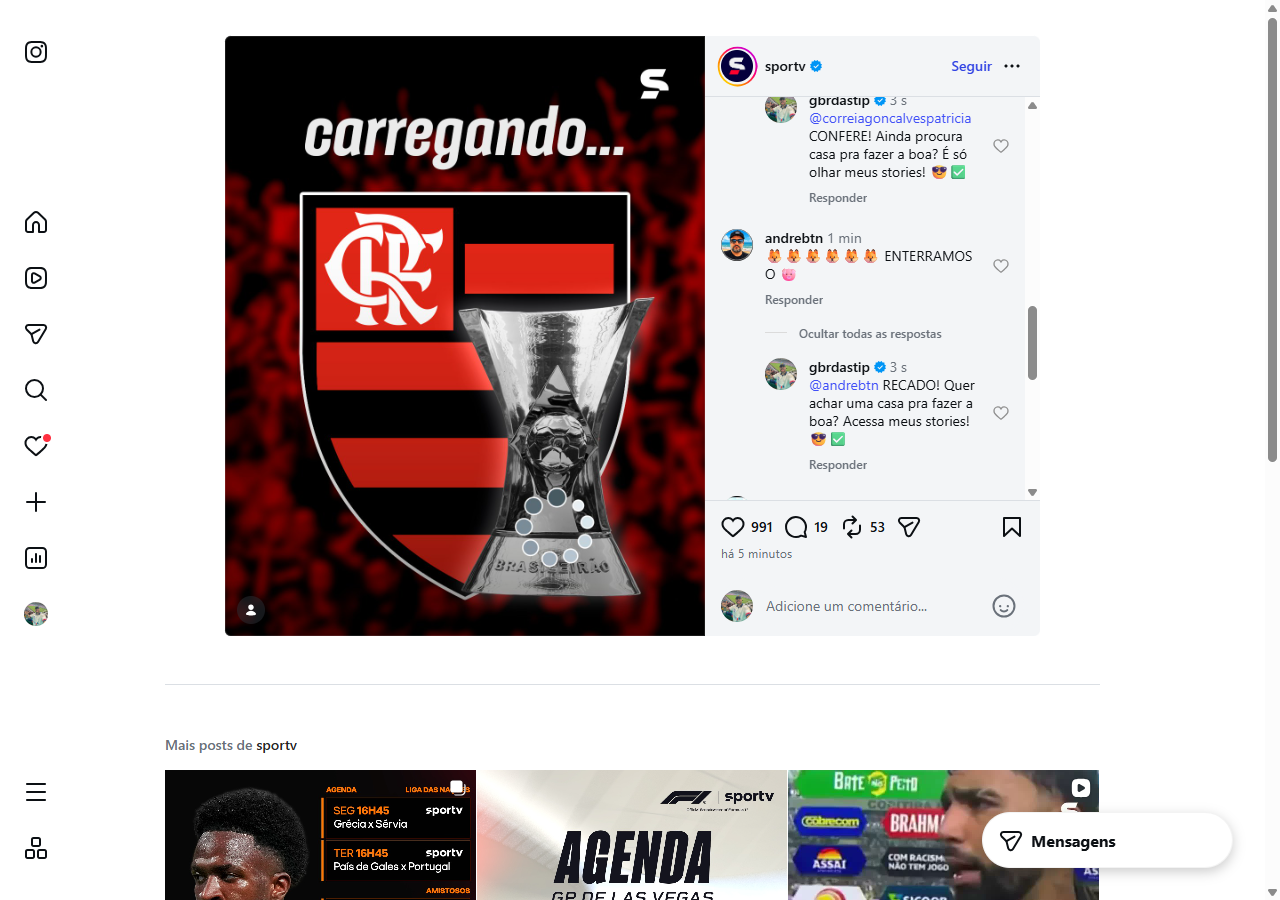 carregando...
BRASILEIRÃO
sportv
Seguir
gbrdastip 3 s
@correiagoncalvespatricia
CONFERE! Ainda procura
casa pra fazer a boa? É só
olhar meus stories! 😎 ✅
Responder
andrebtn 1 min
🦊 🦊 🦊 🦊 🦊 🦊 ENTERRAMOS
O 🐽
Responder
Ocultar todas as respostas
gbrdastip 3 s
@andrebtn RECADO! Quer
achar uma casa pra fazer a
boa? Acessa meus stories!
😎 ✅
Responder
991 19 53
há 5 minutos
Adicione um comentário...
Mais posts de sportv
AGENDA
SEG 16H45 sportv
Grécia x Sérvia
TER 16H45 sportv
País de Gales x Portugal
AMISTOSOS
F1 sportv
AGENDA
GP DE LAS VEGAS
BATE PEITO
cobrecom
ASSAÍ
COM RACISMO
NÃO TEM JOGO
Mensagens